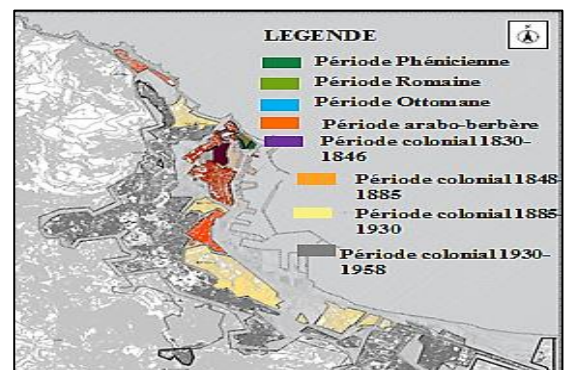 LEGENDE
Période Phénicienne
Période Romaine
Période Ottomane
Période arabo-berbère
Période colonial 1830-
1846
Période colonial 1848
1885
Période colonial 1885-
1930
Période colonial 1930-
1958